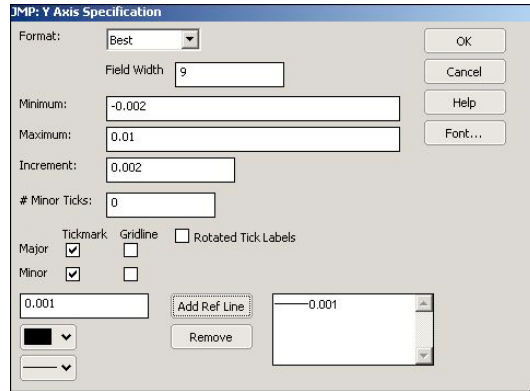 JMP: Y Axis Specification
Format: Best OK
Field Width 9 Cancel
Minimum: -0.002 Help
Maximum: 0.01 Font...
Increment: 0.002
# Minor Ticks: 0
Tickmark Gridline Rotated Tick Labels
Major
Minor
0.001 Add Ref Line 0.001
Remove